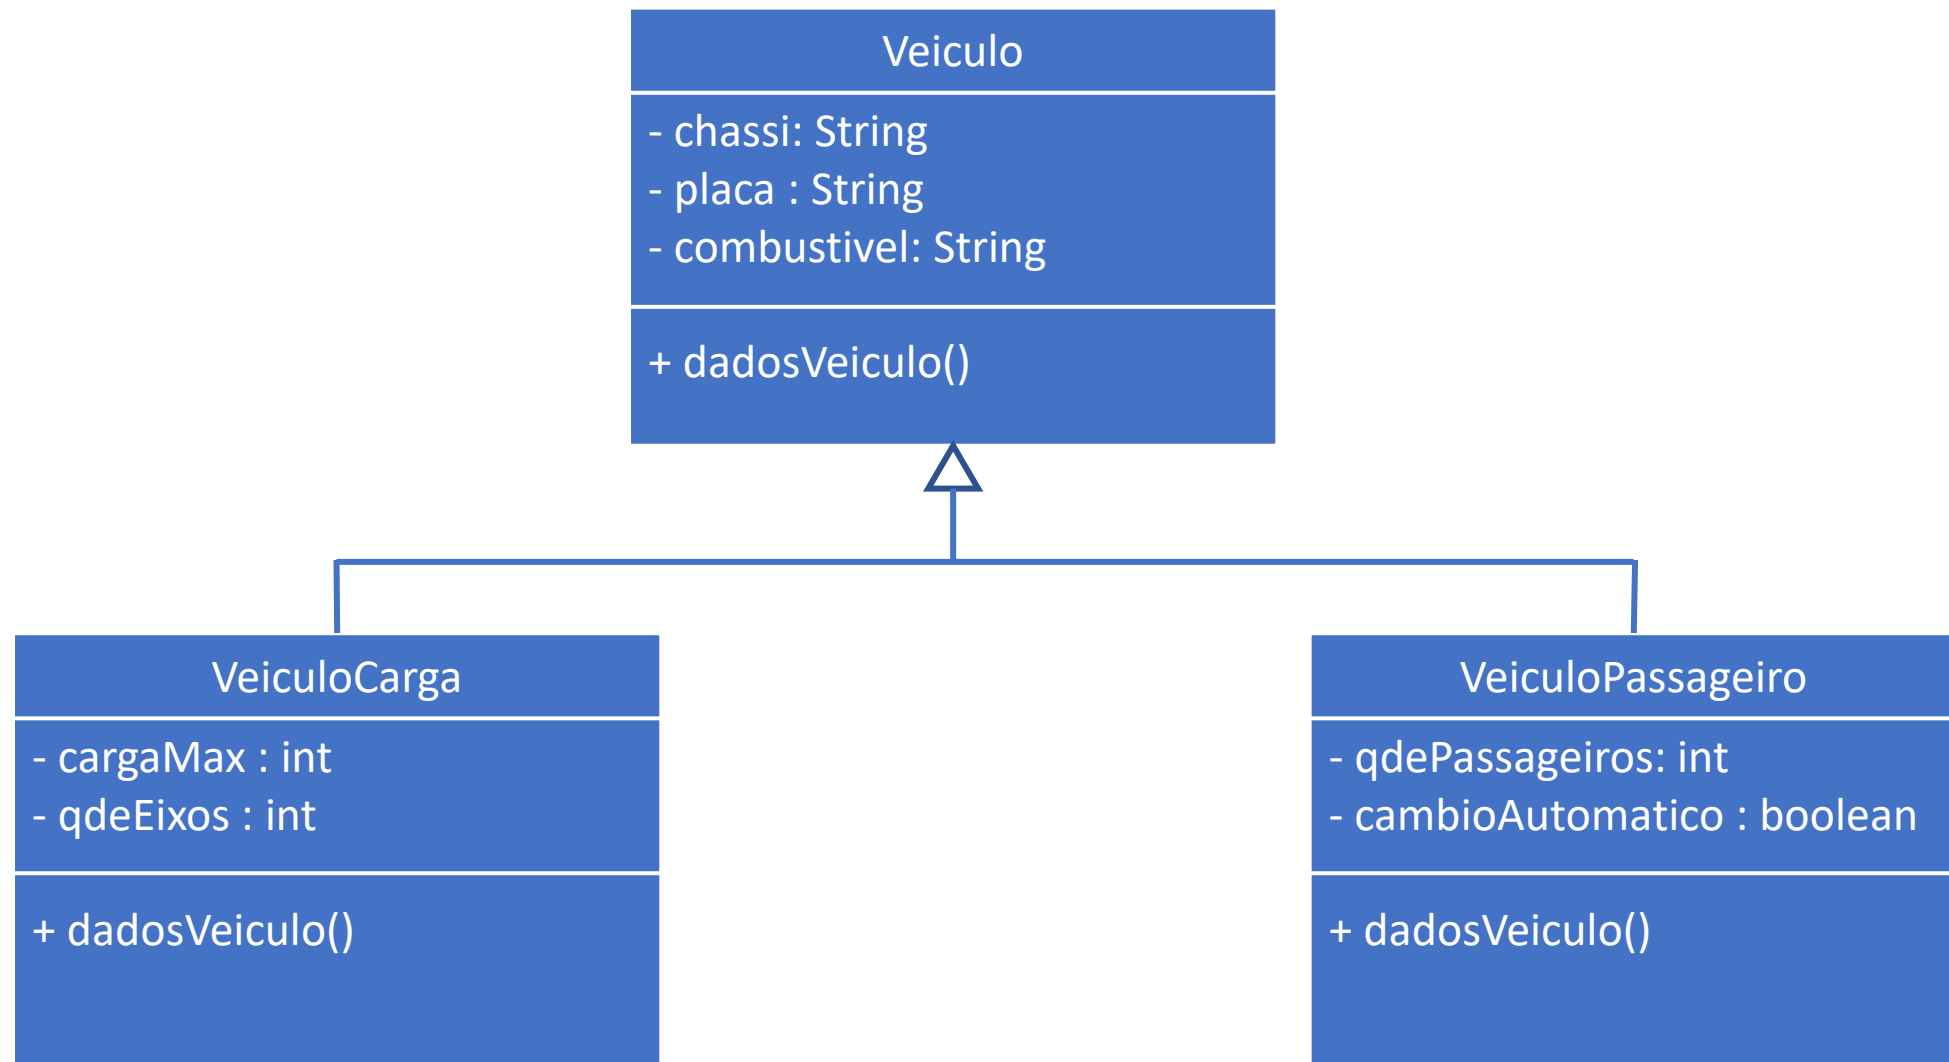 Veiculo
- chassi: String
- placa : String
- combustivel: String
+ dadosVeiculo()
VeiculoCarga
- cargaMax : int
- qdeEixos : int
+ dadosVeiculo()
VeiculoPassageiro
- qdePassageiros: int
- cambioAutomatico : boolean
+ dadosVeiculo()